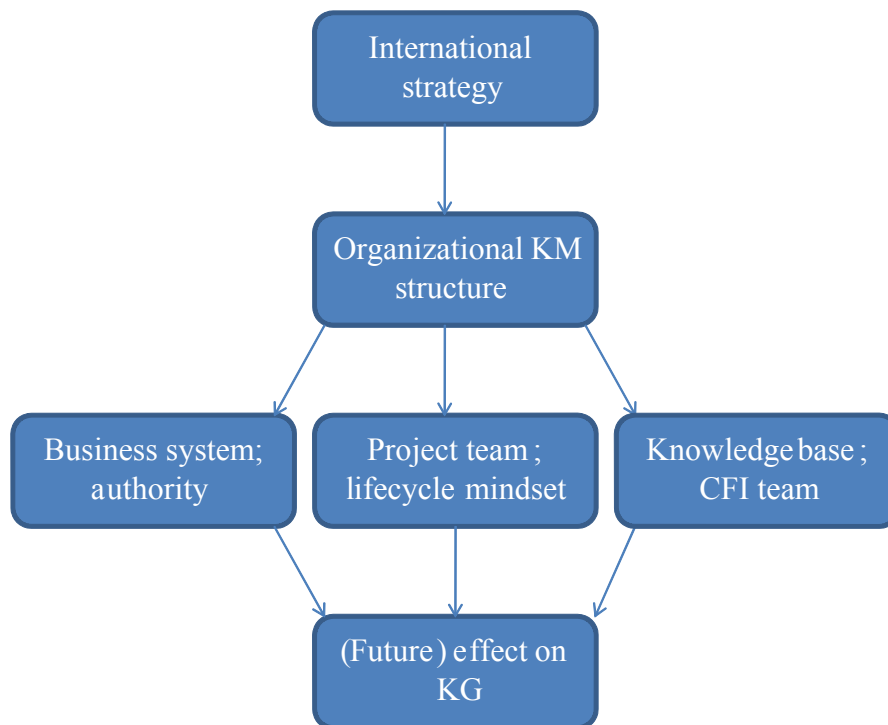 International
strategy
Organizational KM
structure
Business system;
authority
Project team ;
lifecycle mindset
Knowledge base ;
CFI team
(Future ) effect on
KG